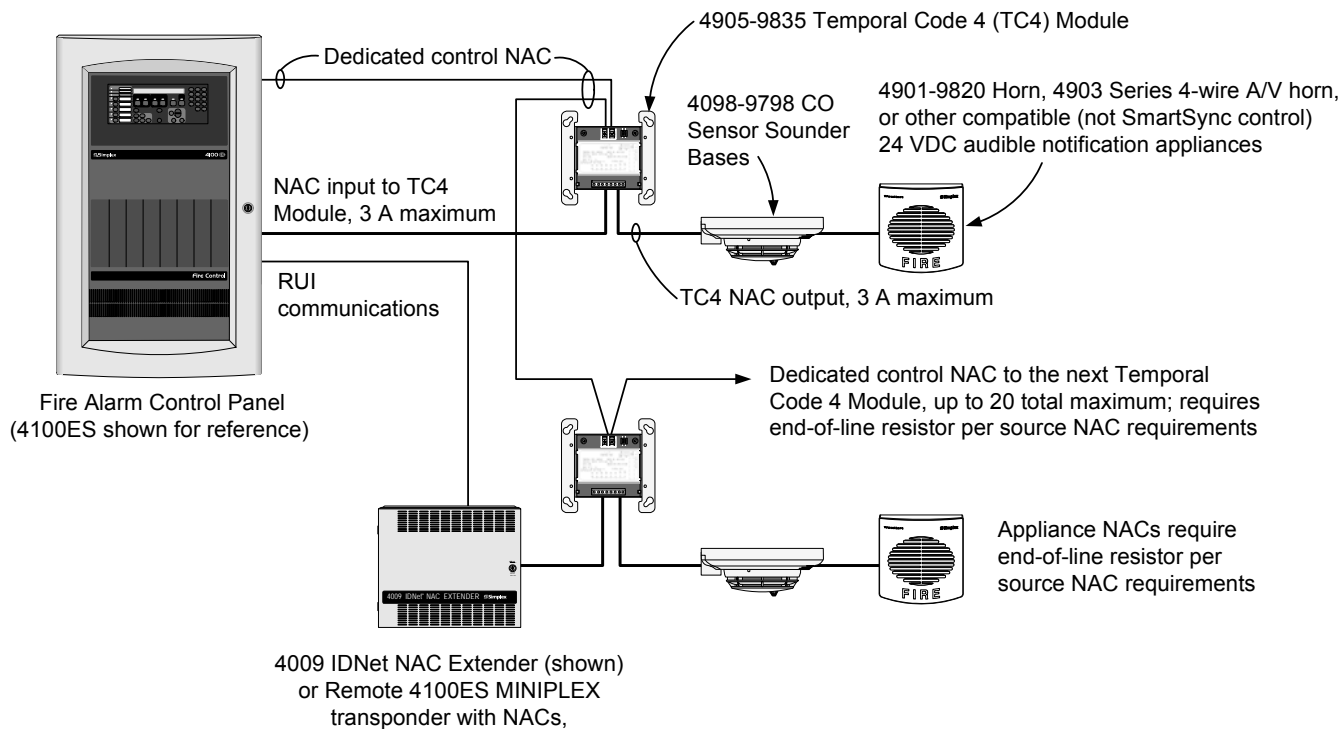 4905-9835 Temporal Code 4 (TC4) Module
Dedicated control NAC
4098-9798 CO
Sensor Sounder
Bases
4901-9820 Horn, 4903 Series 4-wire A/V horn,
or other compatible (not SmartSync control)
24 VDC audible notification appliances
Simplex
4100
NAC input to TC4
Module, 3 A maximum
Simplex
FIRE
Fire Control
RUI
communications
TC4 NAC output, 3 A maximum
Fire Alarm Control Panel
(4100ES shown for reference)
Dedicated control NAC to the next Temporal
Code 4 Module, up to 20 total maximum; requires
end-of-line resistor per source NAC requirements
Simplex
FIRE
Appliance NACs require
end-of-line resistor per
source NAC requirements
4009 IDNet NAC EXTENDER Simplex
4009 IDNet NAC Extender (shown)
or Remote 4100ES MINIPLEX
transponder with NACs,